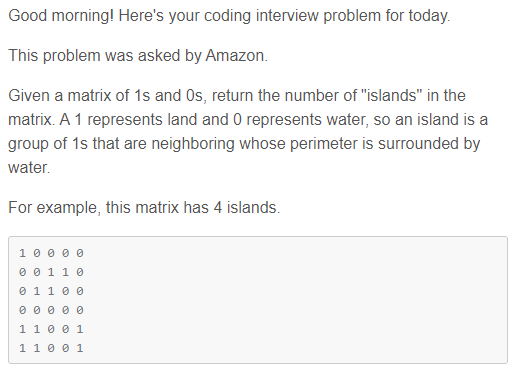 Good morning! Here's your coding interview problem for today.
This problem was asked by Amazon.
Given a matrix of 1s and 0s, return the number of "islands" in the
matrix. A 1 represents land and 0 represents water, so an island is a
group of 1s that are neighboring whose perimeter is surrounded by
water.
For example, this matrix has 4 islands.
1 0 0 0 0
0 0 1 1 0
0 1 1 0 0
0 0 0 0 0
1 1 0 0 1
1 1 0 0 1